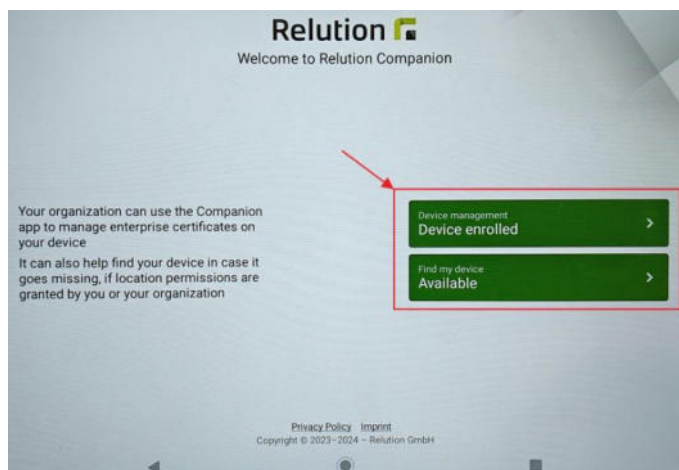 Relution
Welcome to Relution Companion
Your organization can use the Companion
app to manage enterprise certificates on
your device
It can also help find your device in case it
goes missing, if location permissions are
granted by you or your organization
Device management
Device enrolled
Find my device
Available
Privacy Policy Imprint
Copyright © 2023-2024 – Relution GmbH